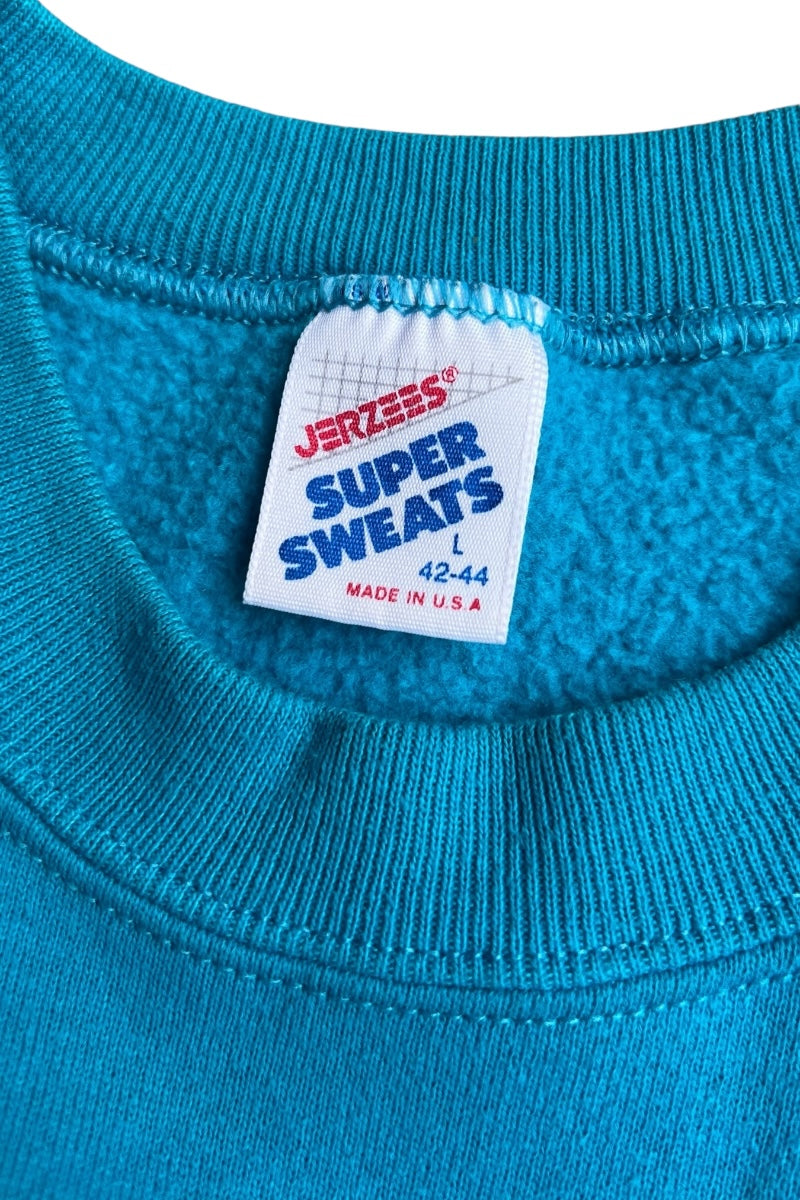 JERZEES®
SUPER
SWEATS
L
42-44
MADE IN U.S.A